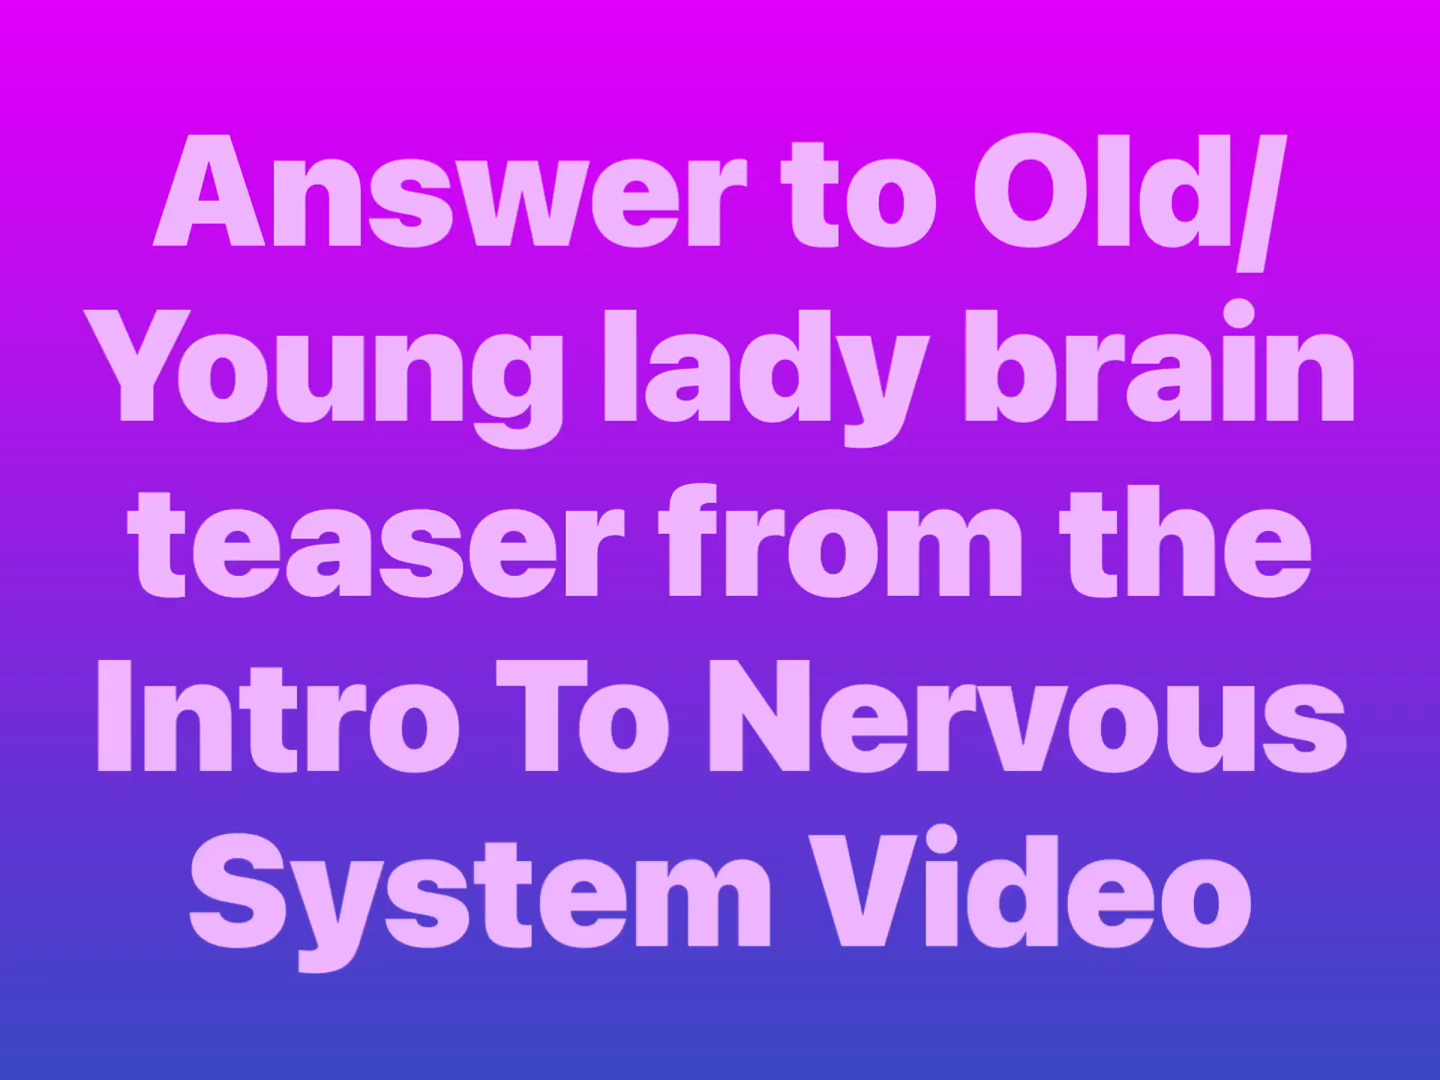 Answer to Old/
Young lady brain
teaser from the
Intro To Nervous
System Video